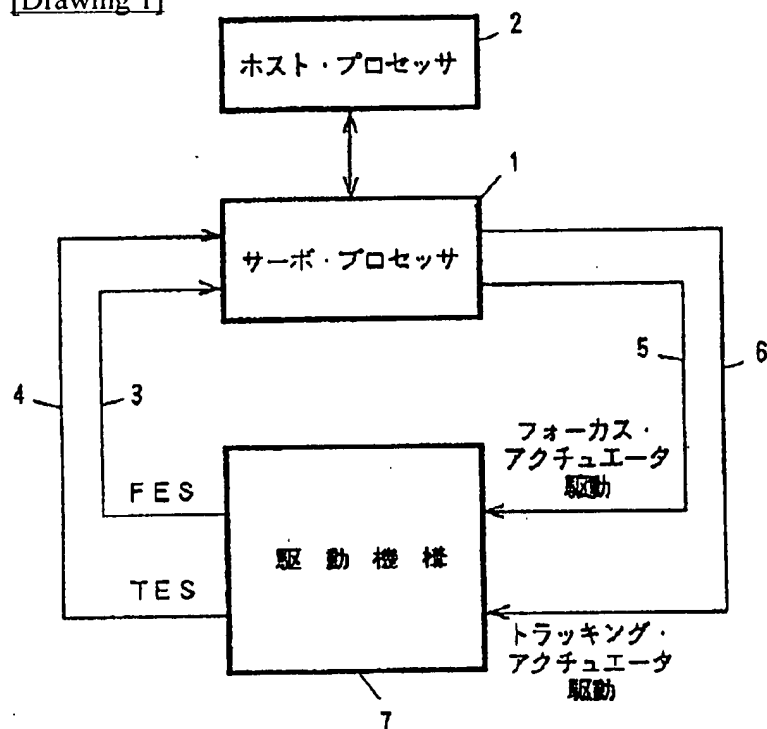 [Drawing 1]
2
ホスト・プロセッサ
1
サーボ・プロセッサ
4
3
5
6
フォーカス・
アクチュエータ
駆動
FES
駆動機構
TES
トラッキング・
アクチュエータ
駆動
7